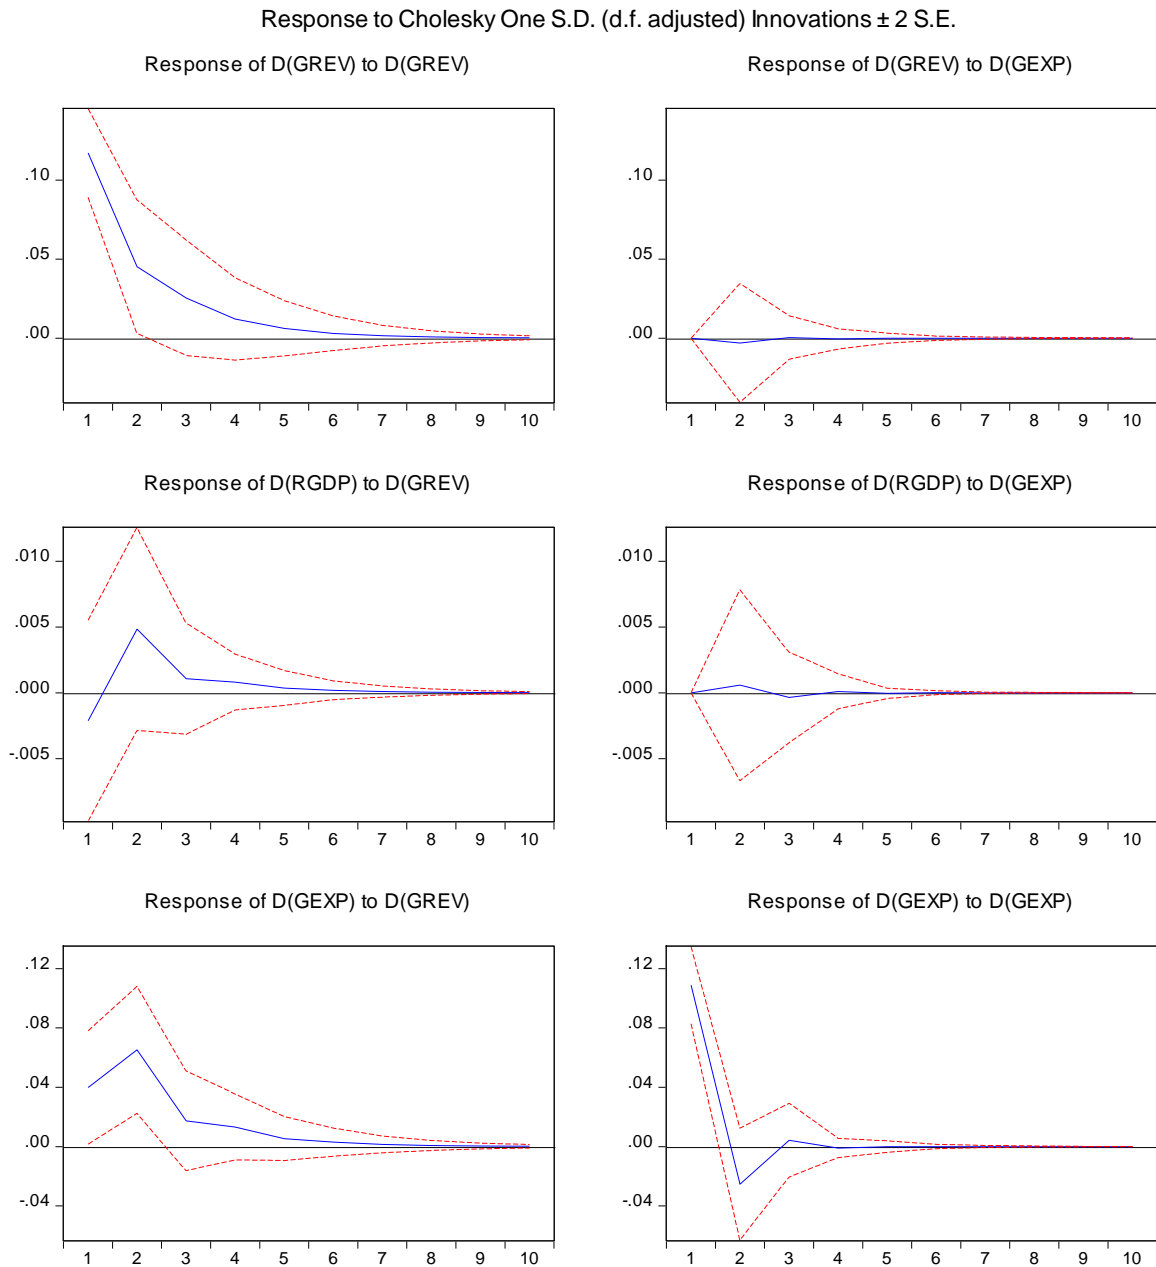 Response to Cholesky One S.D. (d.f. adjusted) Innovations ± 2 S.E.
Response of D(GREV) to D(GREV)
.10
.05
.00
1 2 3 4 5 6 7 8 9 10
Response of D(GREV) to D(GEXP)
.10
.05
.00
1 2 3 4 5 6 7 8 9 10
Response of D(RGDP) to D(GREV)
.010
.005
.000
-.005
1 2 3 4 5 6 7 8 9 10
Response of D(RGDP) to D(GEXP)
.010
.005
.000
-.005
1 2 3 4 5 6 7 8 9 10
Response of D(GEXP) to D(GREV)
.12
.08
.04
.00
-.04
1 2 3 4 5 6 7 8 9 10
Response of D(GEXP) to D(GEXP)
.12
.08
.04
.00
-.04
1 2 3 4 5 6 7 8 9 10